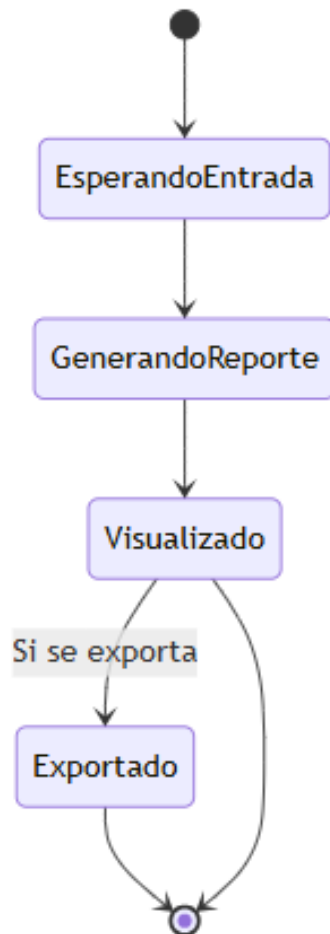 EsperandoEntrada
GenerandoReporte
Visualizado
Si se exporta
Exportado